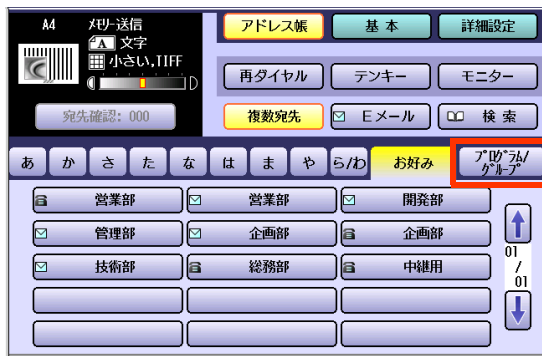 A4 ﾒﾓﾘｰ送信
A 文字
小さい,TIFF
D
宛先確認: 000
アドレス帳 基本 詳細設定
再ダイヤル テンキー モニター
複数宛先 Eメール 検索
あ か さ た な は ま や ら/わ お好み ﾌﾟﾛｸﾞﾗﾑ/
ｸﾞﾙｰﾌﾟ
営業部 営業部 開発部
管理部 企画部 企画部
技術部 総務部 中継用
01
/
01